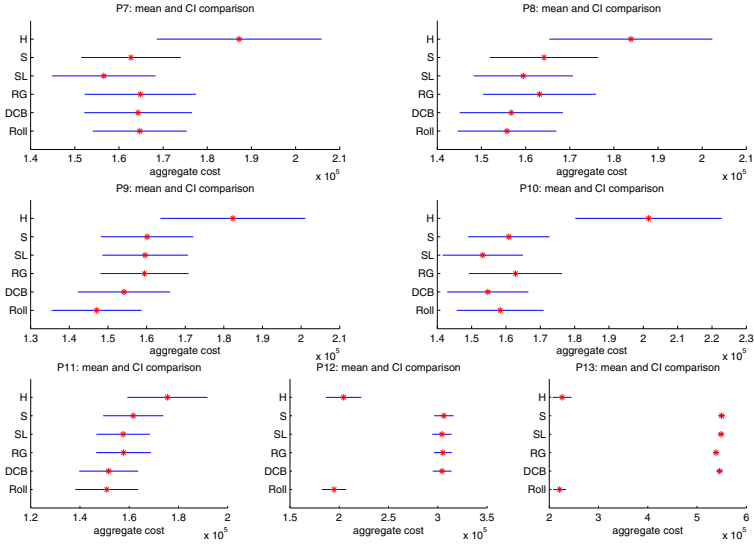 P7: mean and CI comparison
H
S
SL
RG
DCB
Roll
1.4 1.5 1.6 1.7 1.8 1.9 2 2.1
aggregate cost
x 10^5
P8: mean and CI comparison
H
S
SL
RG
DCB
Roll
1.4 1.5 1.6 1.7 1.8 1.9 2 2.1
aggregate cost
x 10^5
P9: mean and CI comparison
H
S
SL
RG
DCB
Roll
1.3 1.4 1.5 1.6 1.7 1.8 1.9 2 2.1
aggregate cost
x 10^5
P10: mean and CI comparison
H
S
SL
RG
DCB
Roll
1.4 1.5 1.6 1.7 1.8 1.9 2 2.1 2.2 2.3
aggregate cost
x 10^5
P11: mean and CI comparison
H
S
SL
RG
DCB
Roll
1.2 1.4 1.6 1.8 2
aggregate cost
x 10^5
P12: mean and CI comparison
H
S
SL
RG
DCB
Roll
1.5 2 2.5 3 3.5
aggregate cost
x 10^5
P13: mean and CI comparison
H
S
SL
RG
DCB
Roll
2 3 4 5 6
aggregate cost
x 10^5